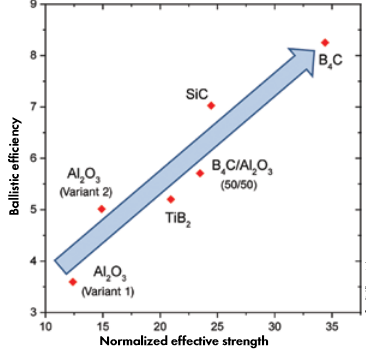 9
8
7
6
5
4
3
Ballistic efficiency
B₄C
SiC
Al₂O₃
(Variant 2)
B₄C/Al₂O₃
(50/50)
TiB₂
Al₂O₃
(Variant 1)
10 15 20 25 30 35
Normalized effective strength